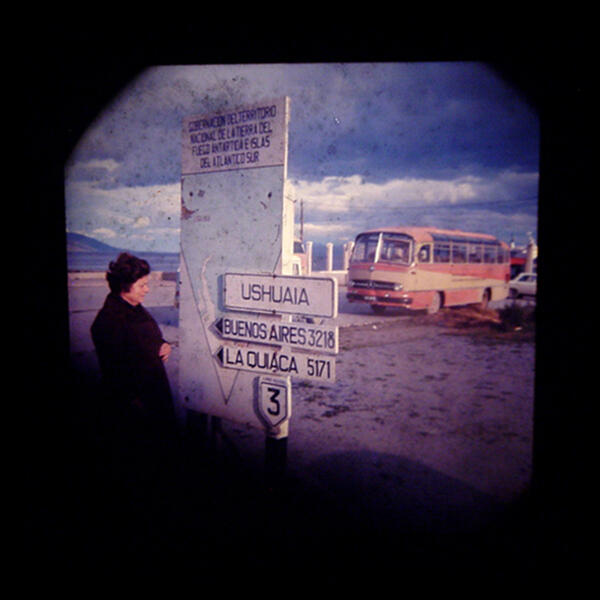 GOBERNACION DEL TERRITORIO
NACIONAL DE LA TIERRA DEL
FUEGO ANTARTIDA E ISLAS
DEL ATLANTICO SUR
USHUAIA
BUENOS AIRES 3218
LA QUIACA 5171
3